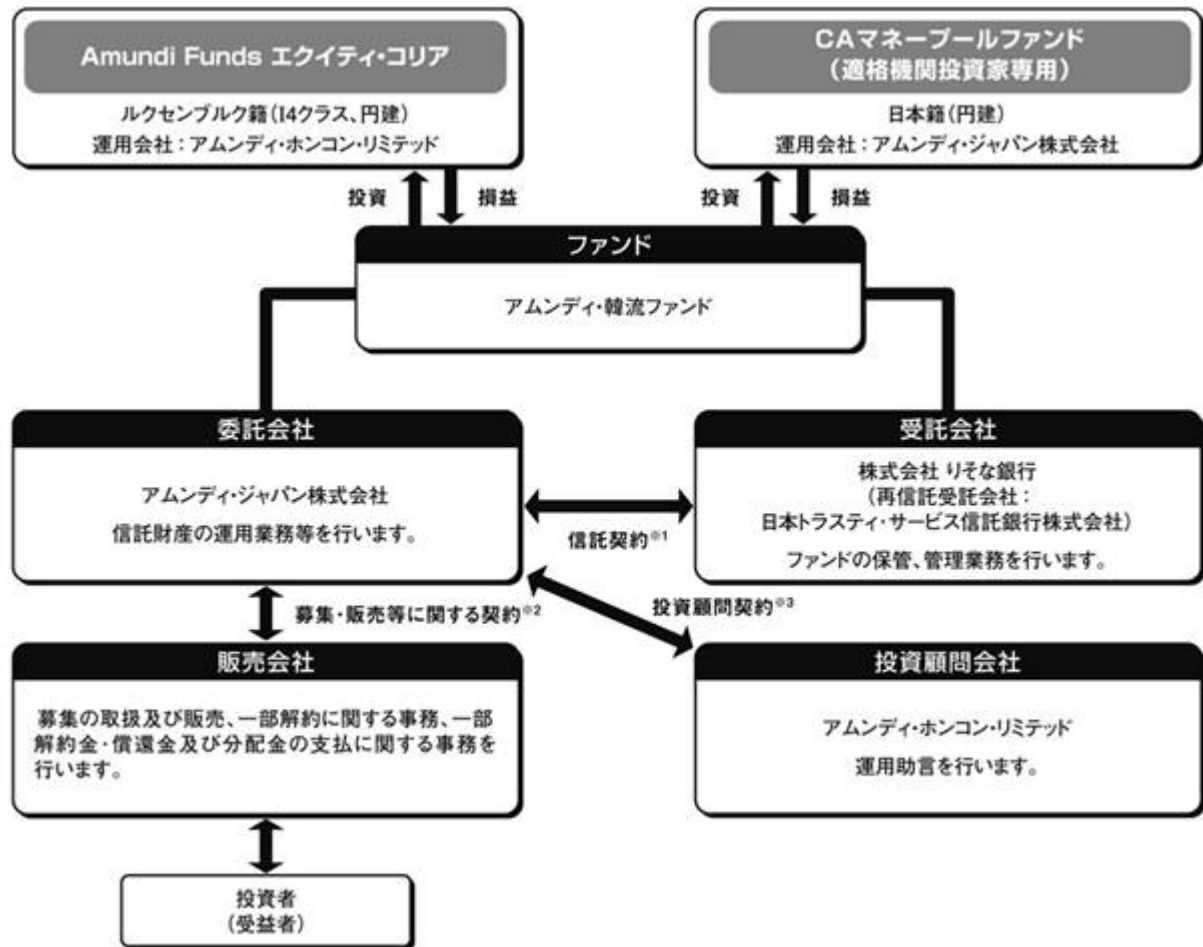 Amundi Funds エクイティ・コリア
ルクセンブルク籍(I4クラス、円建)
運用会社:アムンディ・ホンコン・リミテッド
CAマネープールファンド
(適格機関投資家専用)
日本籍(円建)
運用会社:アムンディ・ジャパン株式会社
投資
損益
投資
損益
ファンド
アムンディ・韓流ファンド
委託会社
アムンディ・ジャパン株式会社
信託財産の運用業務等を行います。
受託会社
株式会社 りそな銀行
(再信託受託会社:
日本トラスティ・サービス信託銀行株式会社)
ファンドの保管、管理業務を行います。
信託契約※1
投資顧問契約※3
募集・販売等に関する契約※2
販売会社
募集の取扱及び販売、一部解約に関する事務、一部
解約金・償還金及び分配金の支払に関する事務を
行います。
投資顧問会社
アムンディ・ホンコン・リミテッド
運用助言を行います。
投資者
(受益者)